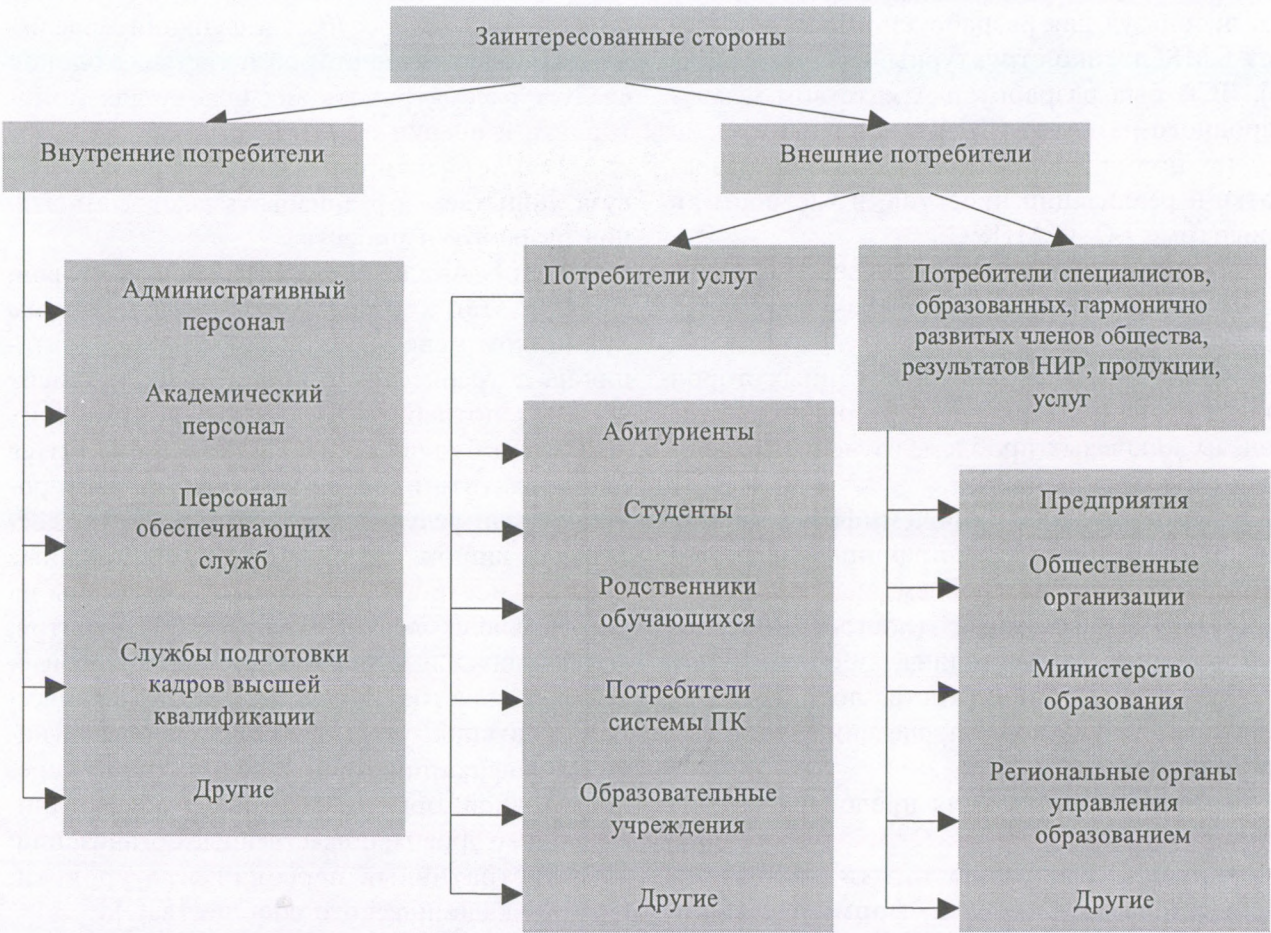 Заинтересованные стороны
Внутренние потребители
Внешние потребители
Административный
персонал
Академический
персонал
Персонал
обеспечивающих
служб
Службы подготовки
кадров высшей
квалификации
Другие
Потребители услуг
Абитуриенты
Студенты
Родственники
обучающихся
Потребители
системы ПК
Образовательные
учреждения
Другие
Потребители специалистов,
образованных, гармонично
развитых членов общества,
результатов НИР, продукции,
услуг
Предприятия
Общественные
организации
Министерство
образования
Региональные органы
управления
образованием
Другие